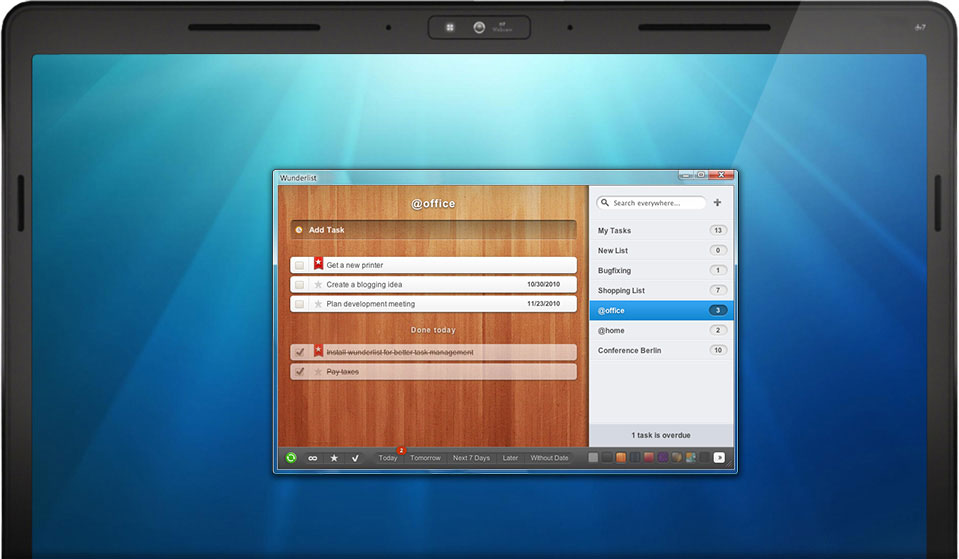 Webcam
Wunderlist
@office
Add Task
Get a new printer
Create a blogging idea 10/30/2010
Plan development meeting 11/23/2010
Done today
Install wunderlist for better task management
Pay taxes
Search everywhere...
My Tasks 13
New List 0
Bugfixing 1
Shopping List 7
@office 3
@home 2
Conference Berlin 10
1 task is overdue
Today 2 Tomorrow Next 7 Days Later Without Date